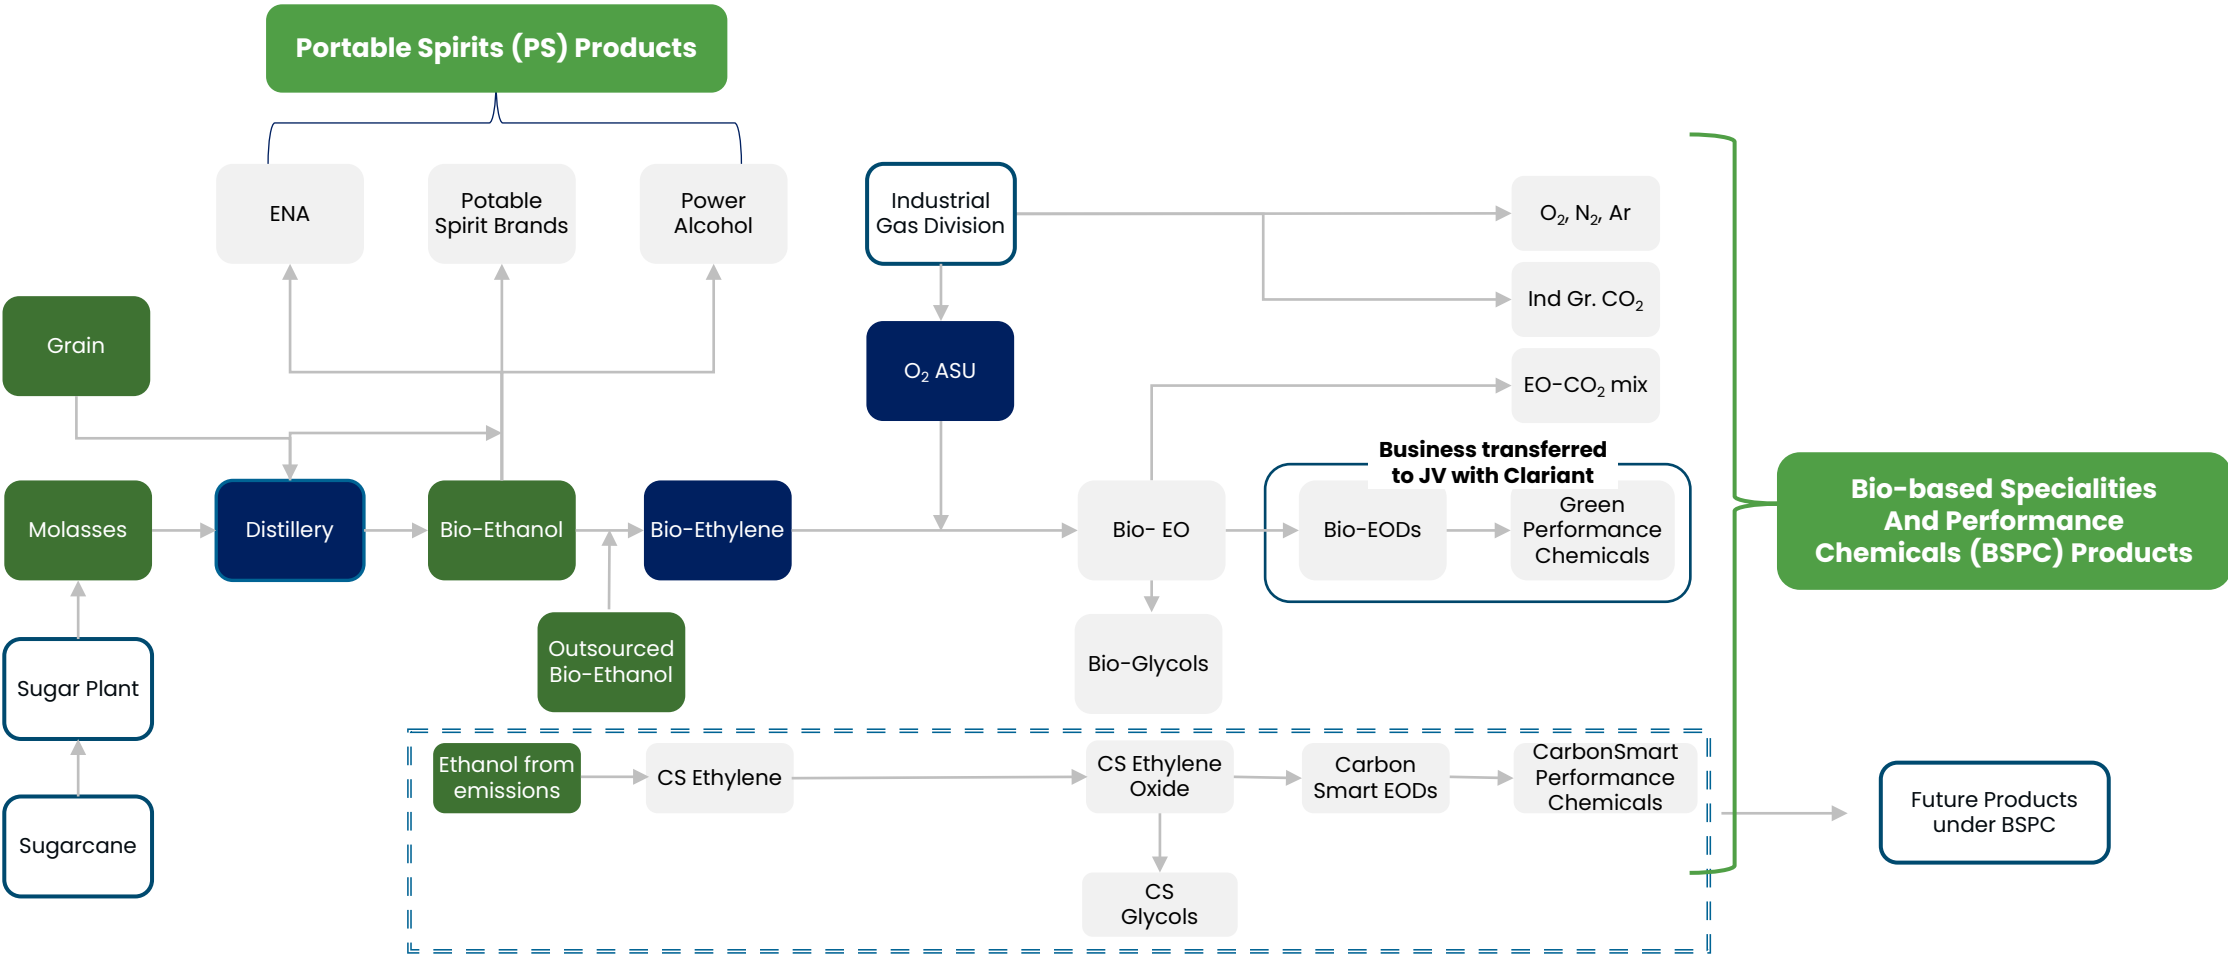 Portable Spirits (PS) Products
ENA
Potable
Spirit Brands
Power
Alcohol
Industrial
Gas Division
O₂, N₂, Ar
Ind Gr. CO₂
Grain
O₂ ASU
EO-CO₂ mix
Business transferred
to JV with Clariant
Molasses
Distillery
Bio-Ethanol
Bio-Ethylene
Bio- EO
Bio-EODs
Green
Performance
Chemicals
Bio-based Specialities
And Performance
Chemicals (BSPC) Products
Outsourced
Bio-Ethanol
Bio-Glycols
Sugar Plant
Sugarcane
Ethanol from
emissions
CS Ethylene
CS Ethylene
Oxide
Carbon
Smart EODs
CarbonSmart
Performance
Chemicals
Future Products
under BSPC
CS
Glycols